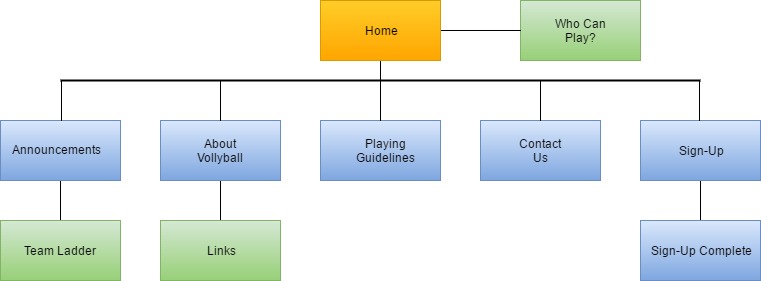 Home
Who Can
Play?
Announcements
About
Vollyball
Playing
Guidelines
Contact
Us
Sign-Up
Team Ladder
Links
Sign-Up Complete